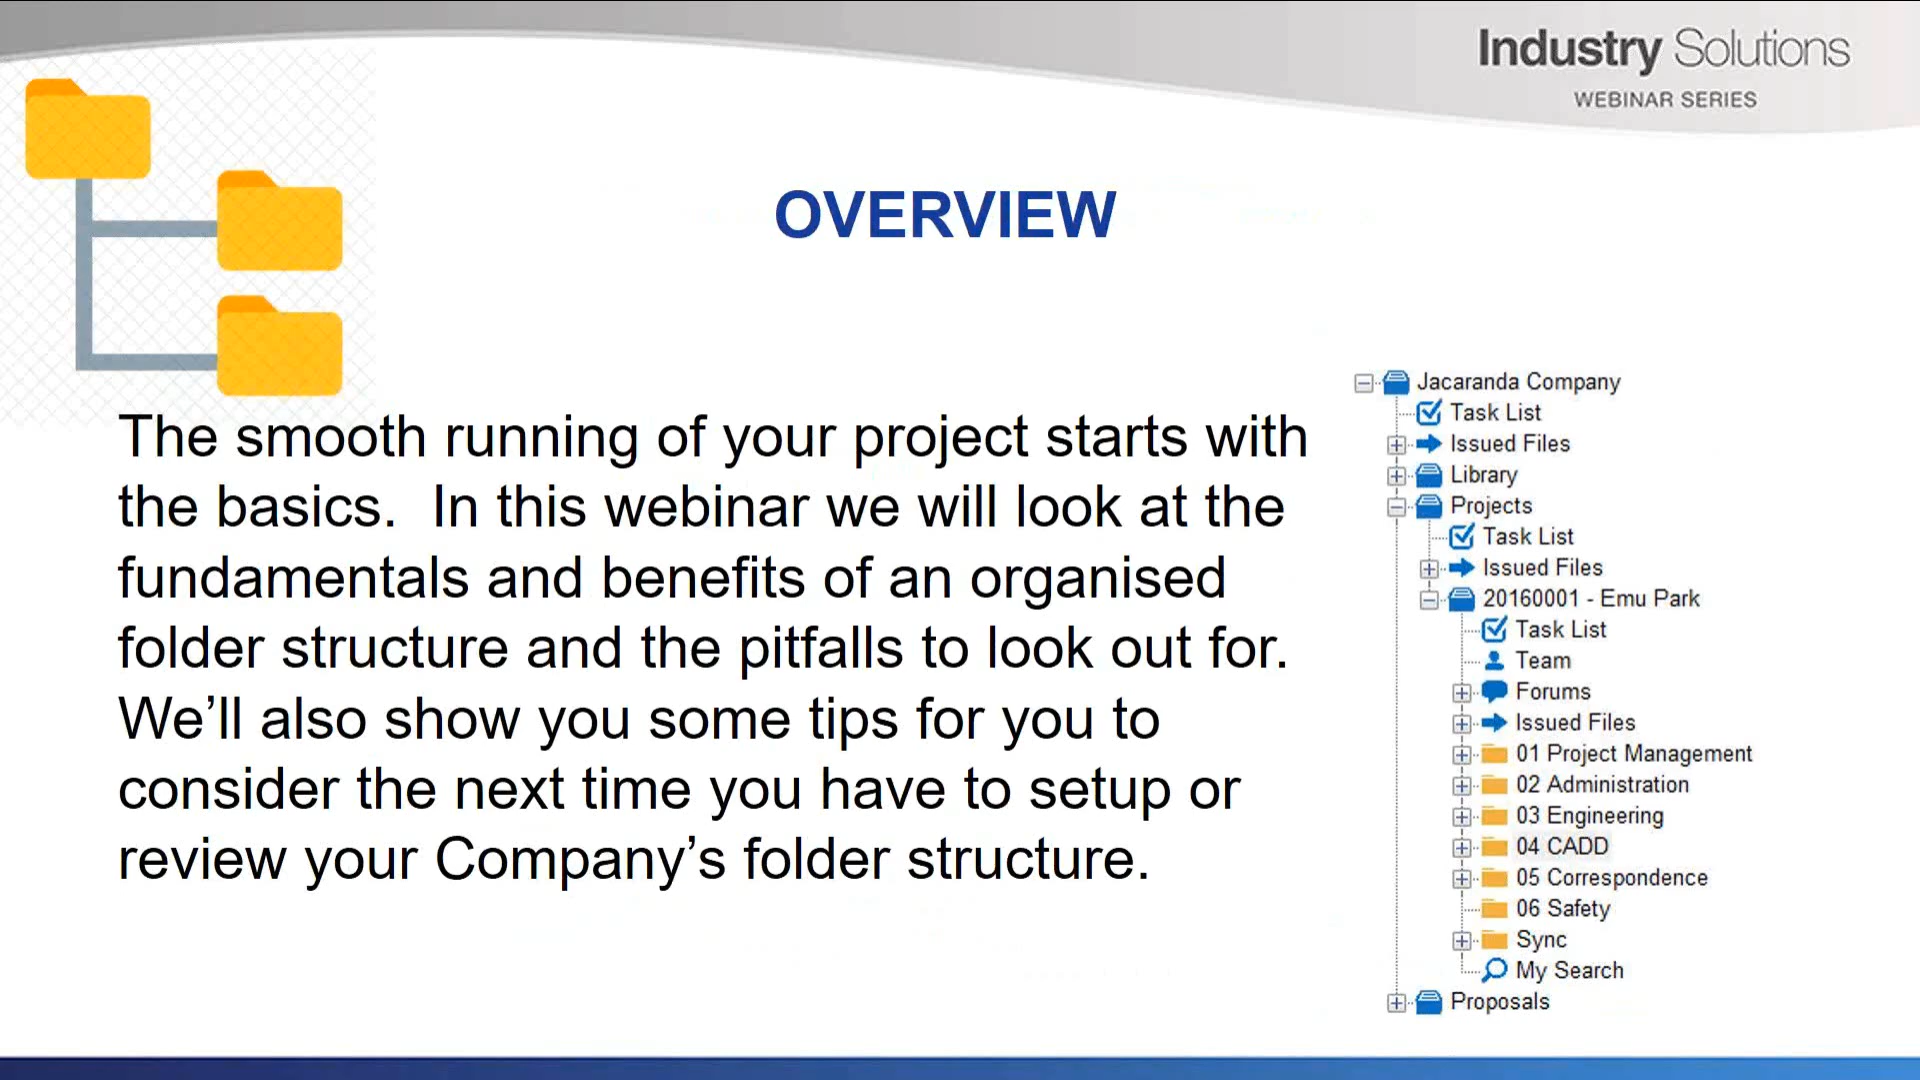 Industry Solutions
WEBINAR SERIES
OVERVIEW
The smooth running of your project starts with
the basics.  In this webinar we will look at the
fundamentals and benefits of an organised
folder structure and the pitfalls to look out for.
We’ll also show you some tips for you to
consider the next time you have to setup or
review your Company’s folder structure.
Jacaranda Company
Task List
Issued Files
Library
Projects
Task List
Issued Files
20160001 - Emu Park
Task List
Team
Forums
Issued Files
01 Project Management
02 Administration
03 Engineering
04 CADD
05 Correspondence
06 Safety
Sync
My Search
Proposals